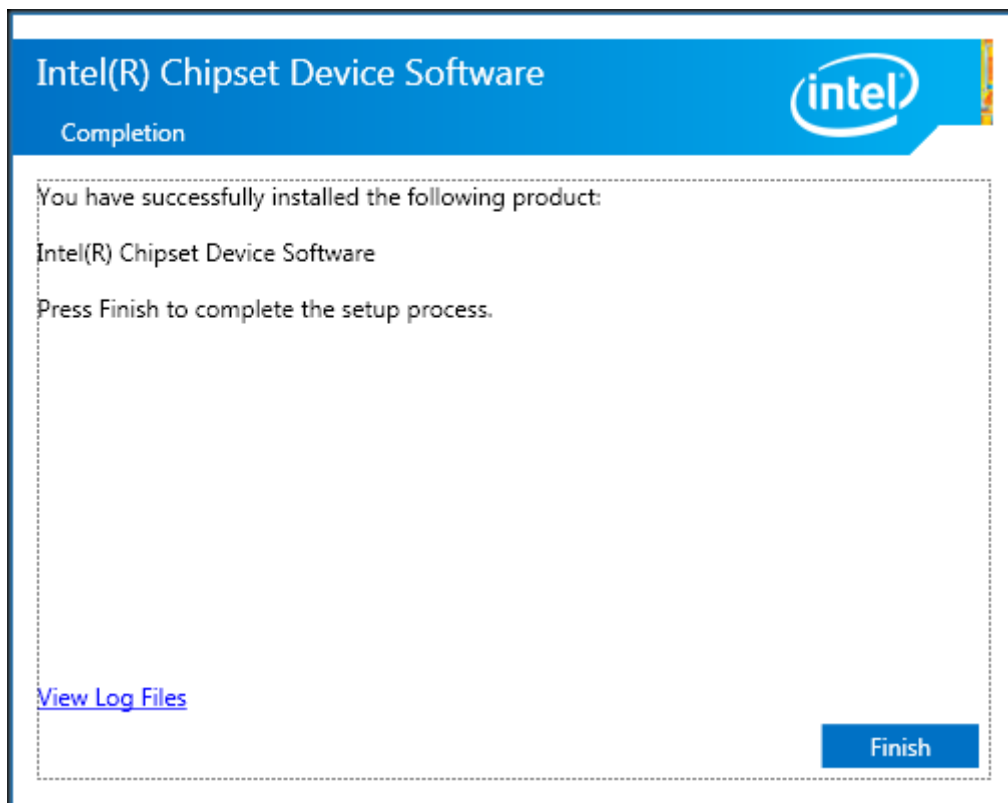 Intel(R) Chipset Device Software
intel
Completion
You have successfully installed the following product:
Intel(R) Chipset Device Software
Press Finish to complete the setup process.
View Log Files
Finish